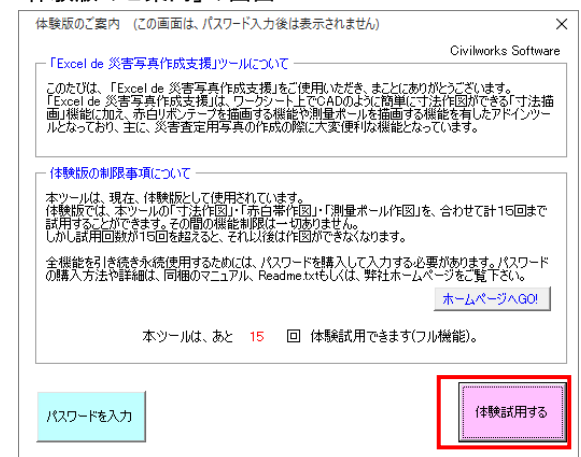 体験版のご案内　(この画面は、パスワード入力後は表示されません)
Civilworks Software
「Excel de 災害写真作成支援」ツールについて
このたびは、「Excel de 災害写真作成支援」をご使用いただき、まことにありがとうございます。
「Excel de 災害写真作成支援」は、ワークシート上でCADのように簡単に寸法作図ができる「寸法描
画」機能に加え、赤白リボンテープを描画する機能や測量ポールを描画する機能を有したアドインツー
ルとなっており、主に、災害査定用写真の作成の際に大変便利な機能となっています。
体験版の制限事項について
本ツールは、現在、体験版として使用されています。
体験版では、本ツールの「寸法作図」・「赤白帯作図」・「測量ポール作図」を、合わせて計15回まで
試用することができます。その間の機能制限は一切ありません。
しかし試用回数が15回を超えると、それ以後は作図ができなくなります。
全機能を引き続き永続使用するためには、パスワードを購入して入力する必要があります。パスワード
の購入方法や詳細は、同梱のマニュアル、Readme.txtもしくは、弊社ホームページをご覧下さい。
ホームページへGO!
本ツールは、あと 15 回 体験試用できます(フル機能)。
パスワードを入力
体験試用する